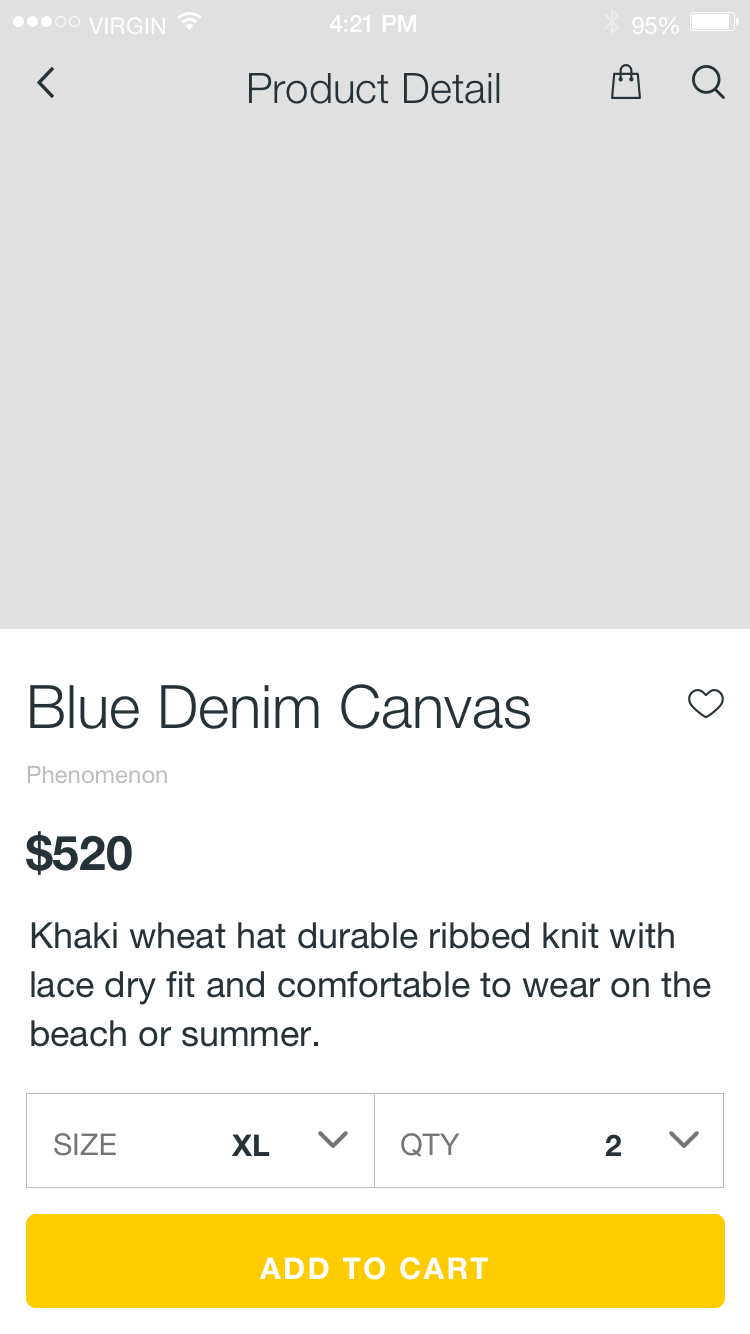 VIRGIN 4:21 PM 95%
Product Detail
Blue Denim Canvas
Phenomenon
$520
Khaki wheat hat durable ribbed knit with
lace dry fit and comfortable to wear on the
beach or summer.
SIZE XL QTY 2
ADD TO CART